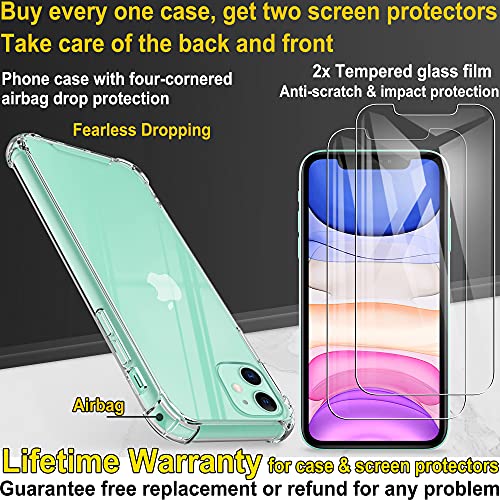 Buy every one case, get two screen protectors
Take care of the back and front
Phone case with four-cornered
airbag drop protection
Fearless Dropping
2x Tempered glass film
Anti-scratch & impact protection
Airbag
Lifetime Warranty for case & screen protectors
Guarantee free replacement or refund for any problem